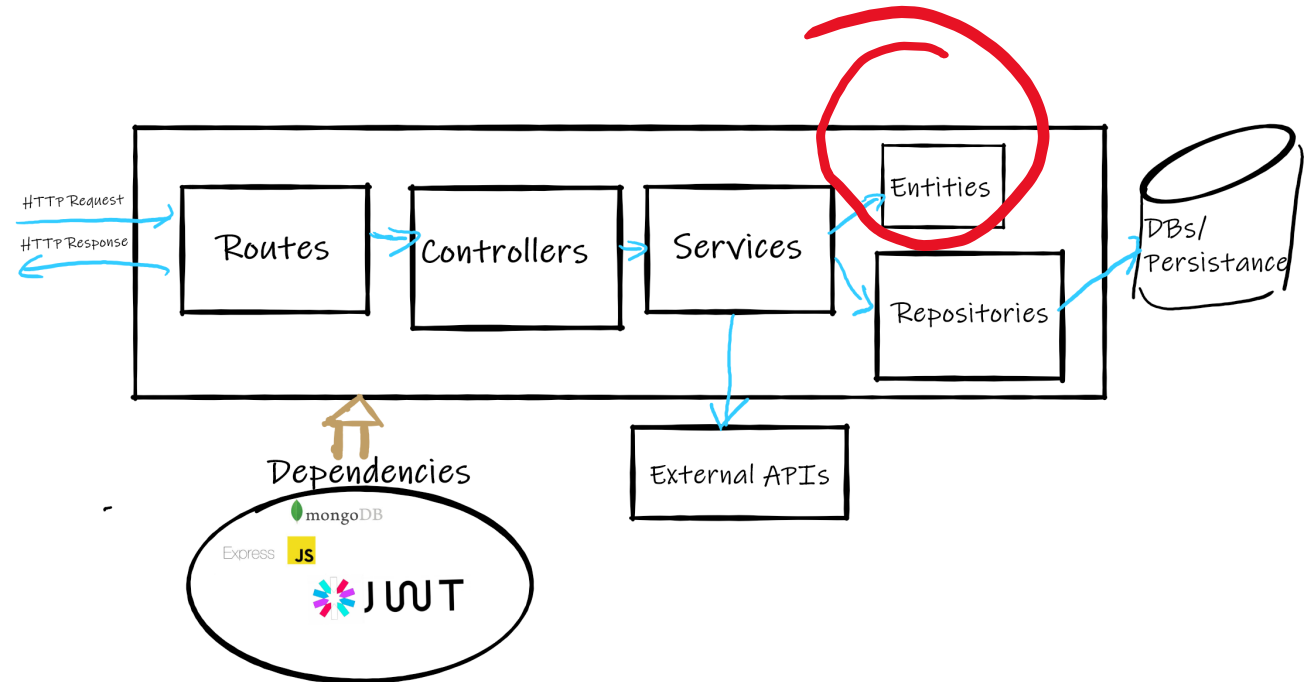 HTTP Request
HTTP Response
Routes
Controllers
Services
Entities
Repositories
DBs/
Persistance
External APIs
Dependencies
mongoDB
Express
JS
JWT